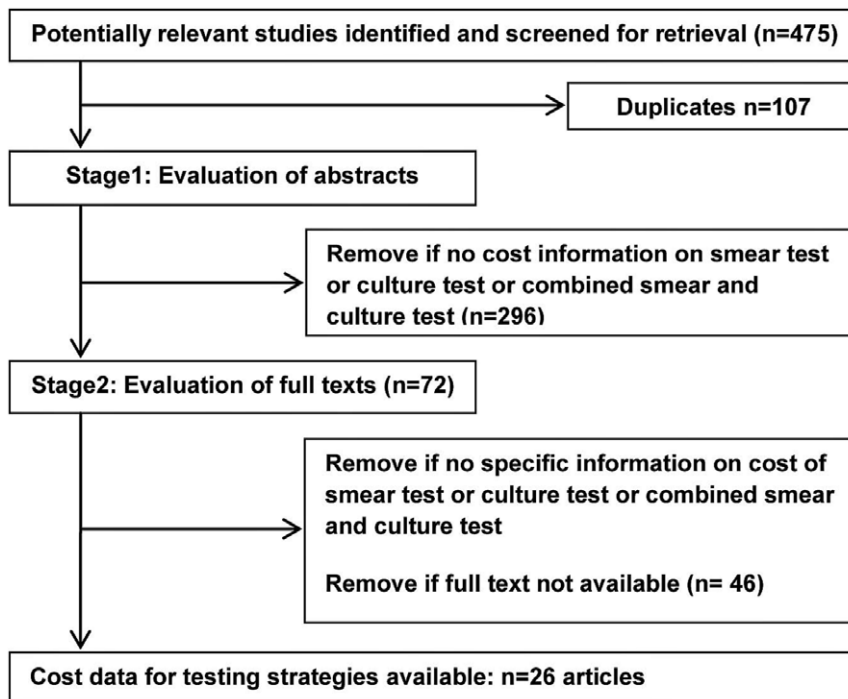 Potentially relevant studies identified and screened for retrieval (n=475)
Duplicates n=107
Stage1: Evaluation of abstracts
Remove if no cost information on smear test
or culture test or combined smear and
culture test (n=296)
Stage2: Evaluation of full texts (n=72)
Remove if no specific information on cost of
smear test or culture test or combined smear
and culture test
Remove if full text not available (n= 46)
Cost data for testing strategies available: n=26 articles